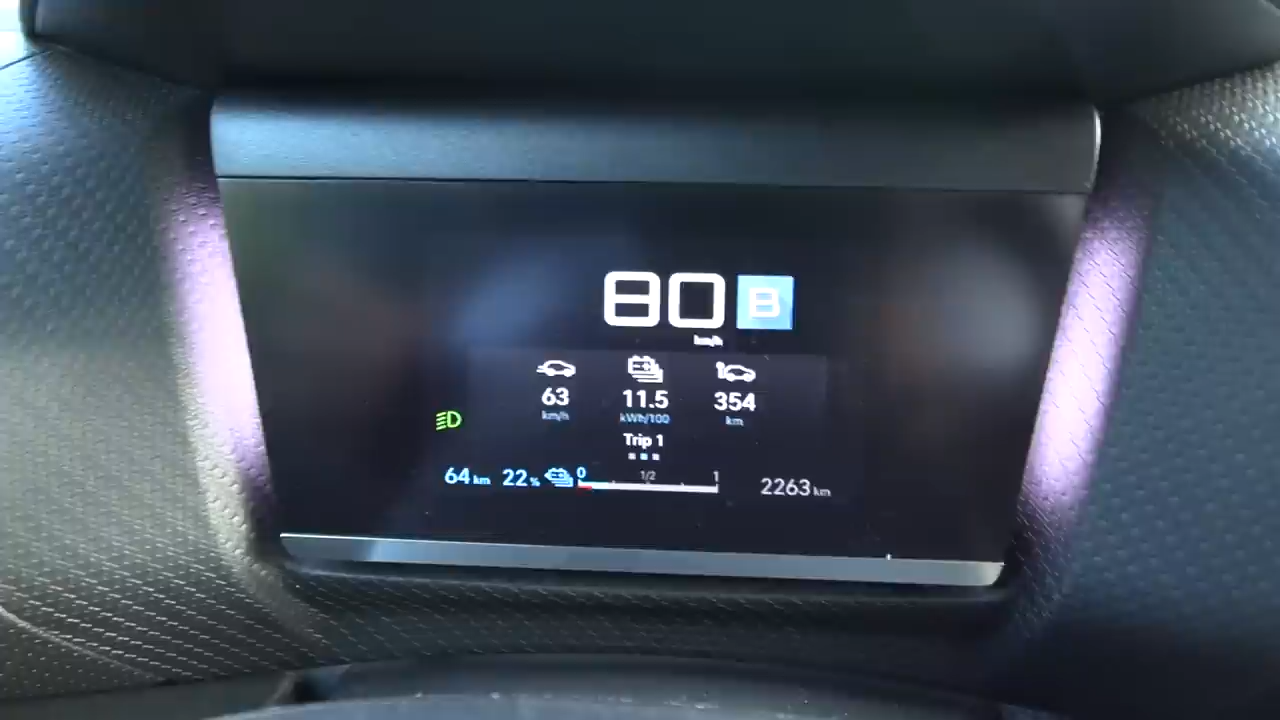 80 B
km/h
63 11.5 354
km/h kWh/100 km
Trip 1
64 km 22 % 0 1/2 1 2263 km